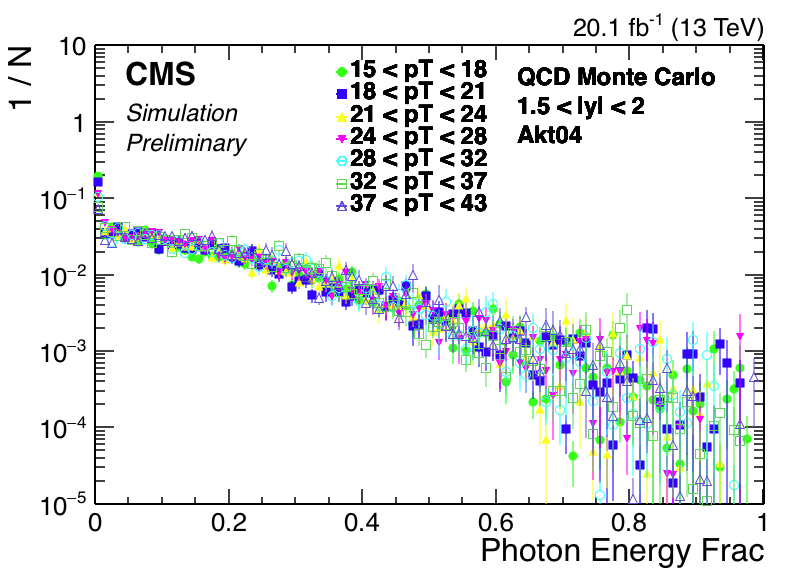 20.1 fb⁻¹ (13 TeV)
1 / N
CMS
Simulation
Preliminary
15 < pT < 18
18 < pT < 21
21 < pT < 24
24 < pT < 28
28 < pT < 32
32 < pT < 37
37 < pT < 43
QCD Monte Carlo
1.5 < |y| < 2
Akt04
10
1
10⁻¹
10⁻²
10⁻³
10⁻⁴
10⁻⁵
0 0.2 0.4 0.6 0.8 1
Photon Energy Frac